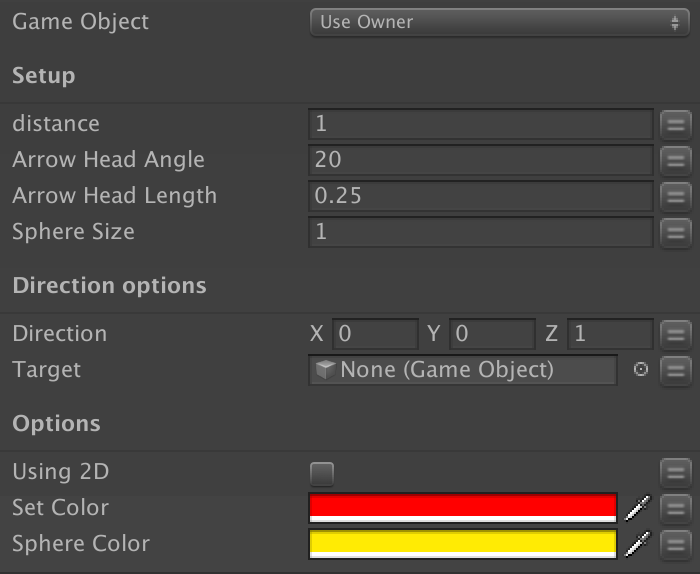 Game Object Use Owner
Setup
distance 1
Arrow Head Angle 20
Arrow Head Length 0.25
Sphere Size 1
Direction options
Direction X 0 Y 0 Z 1
Target None (Game Object)
Options
Using 2D
Set Color
Sphere Color